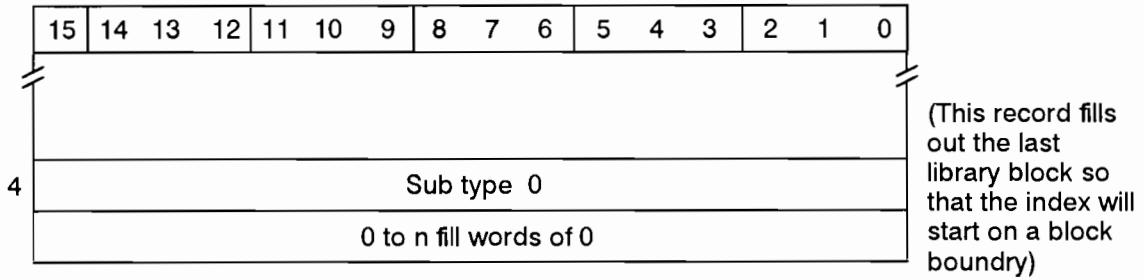 15 14 13 12 11 10 9 8 7 6 5 4 3 2 1 0
(This record fills
out the last
library block so
that the index will
start on a block
boundry)
4 Sub type 0
0 to n fill words of 0